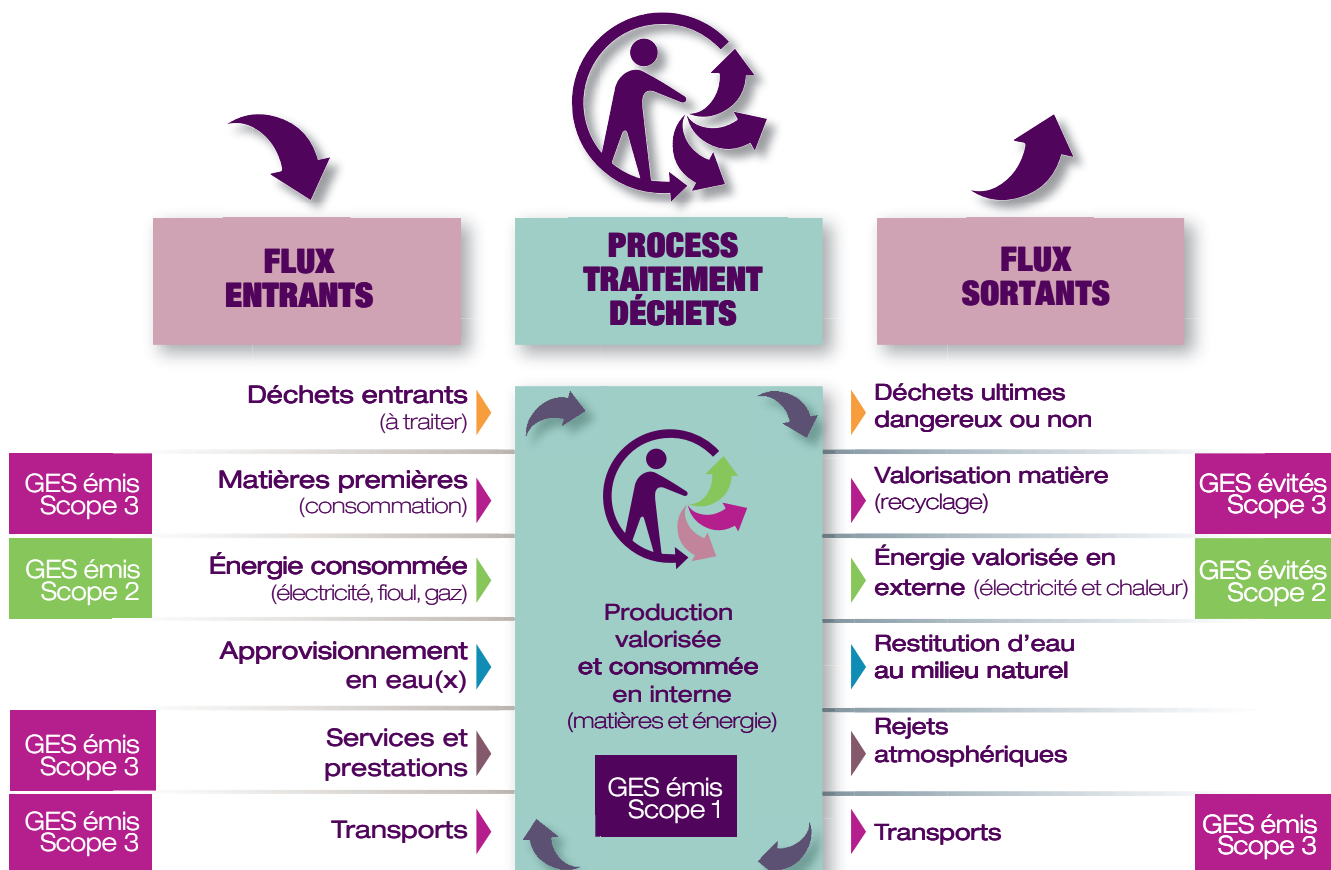 FLUX
ENTRANTS
PROCESS
TRAITEMENT
DÉCHETS
FLUX
SORTANTS
Déchets entrants
(à traiter)
GES émis
Scope 3
Matières premières
(consommation)
GES émis
Scope 2
Énergie consommée
(électricité, fioul, gaz)
Approvisionnement
en eau(x)
GES émis
Scope 3
Services et
prestations
GES émis
Scope 3
Transports
Production
valorisée
et consommée
en interne
(matières et énergie)
GES émis
Scope 1
Déchets ultimes
dangereux ou non
Valorisation matière
(recyclage)
GES évités
Scope 3
Énergie valorisée en
externe (électricité et chaleur)
GES évités
Scope 2
Restitution d'eau
au milieu naturel
Rejets
atmosphériques
Transports
GES émis
Scope 3